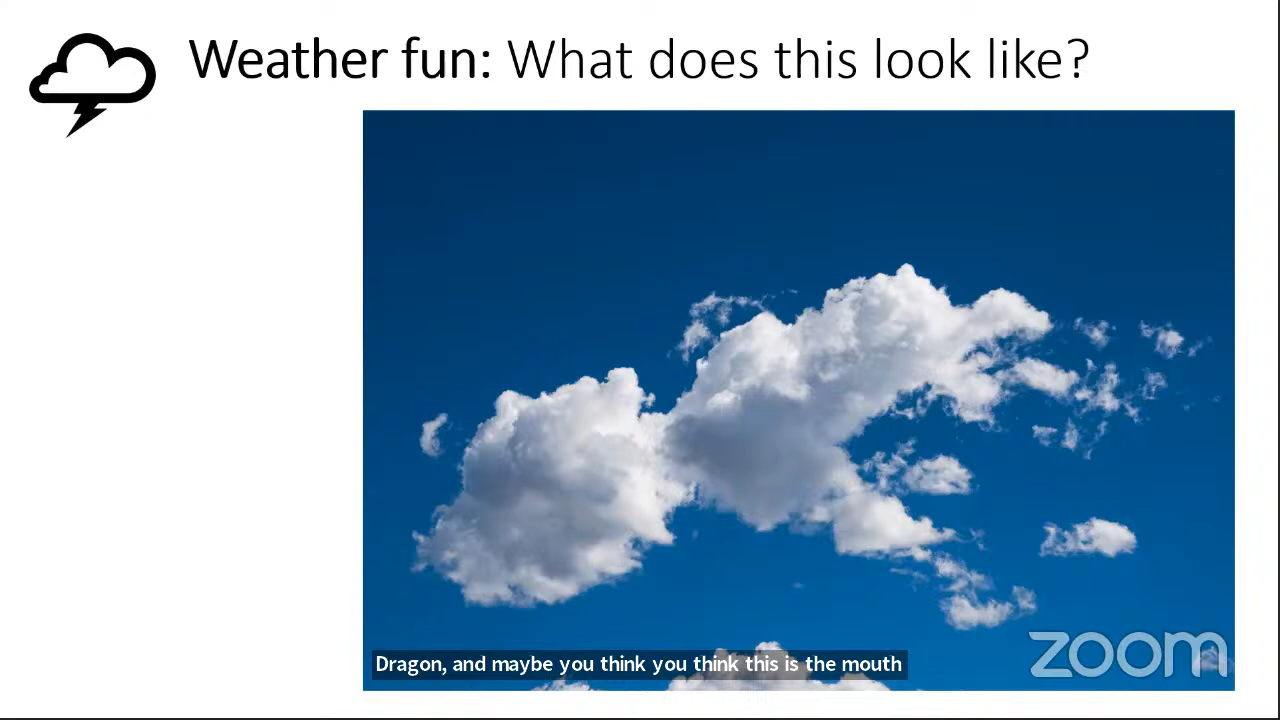 Weather fun: What does this look like?
Dragon, and maybe you think you think this is the mouth
zoom